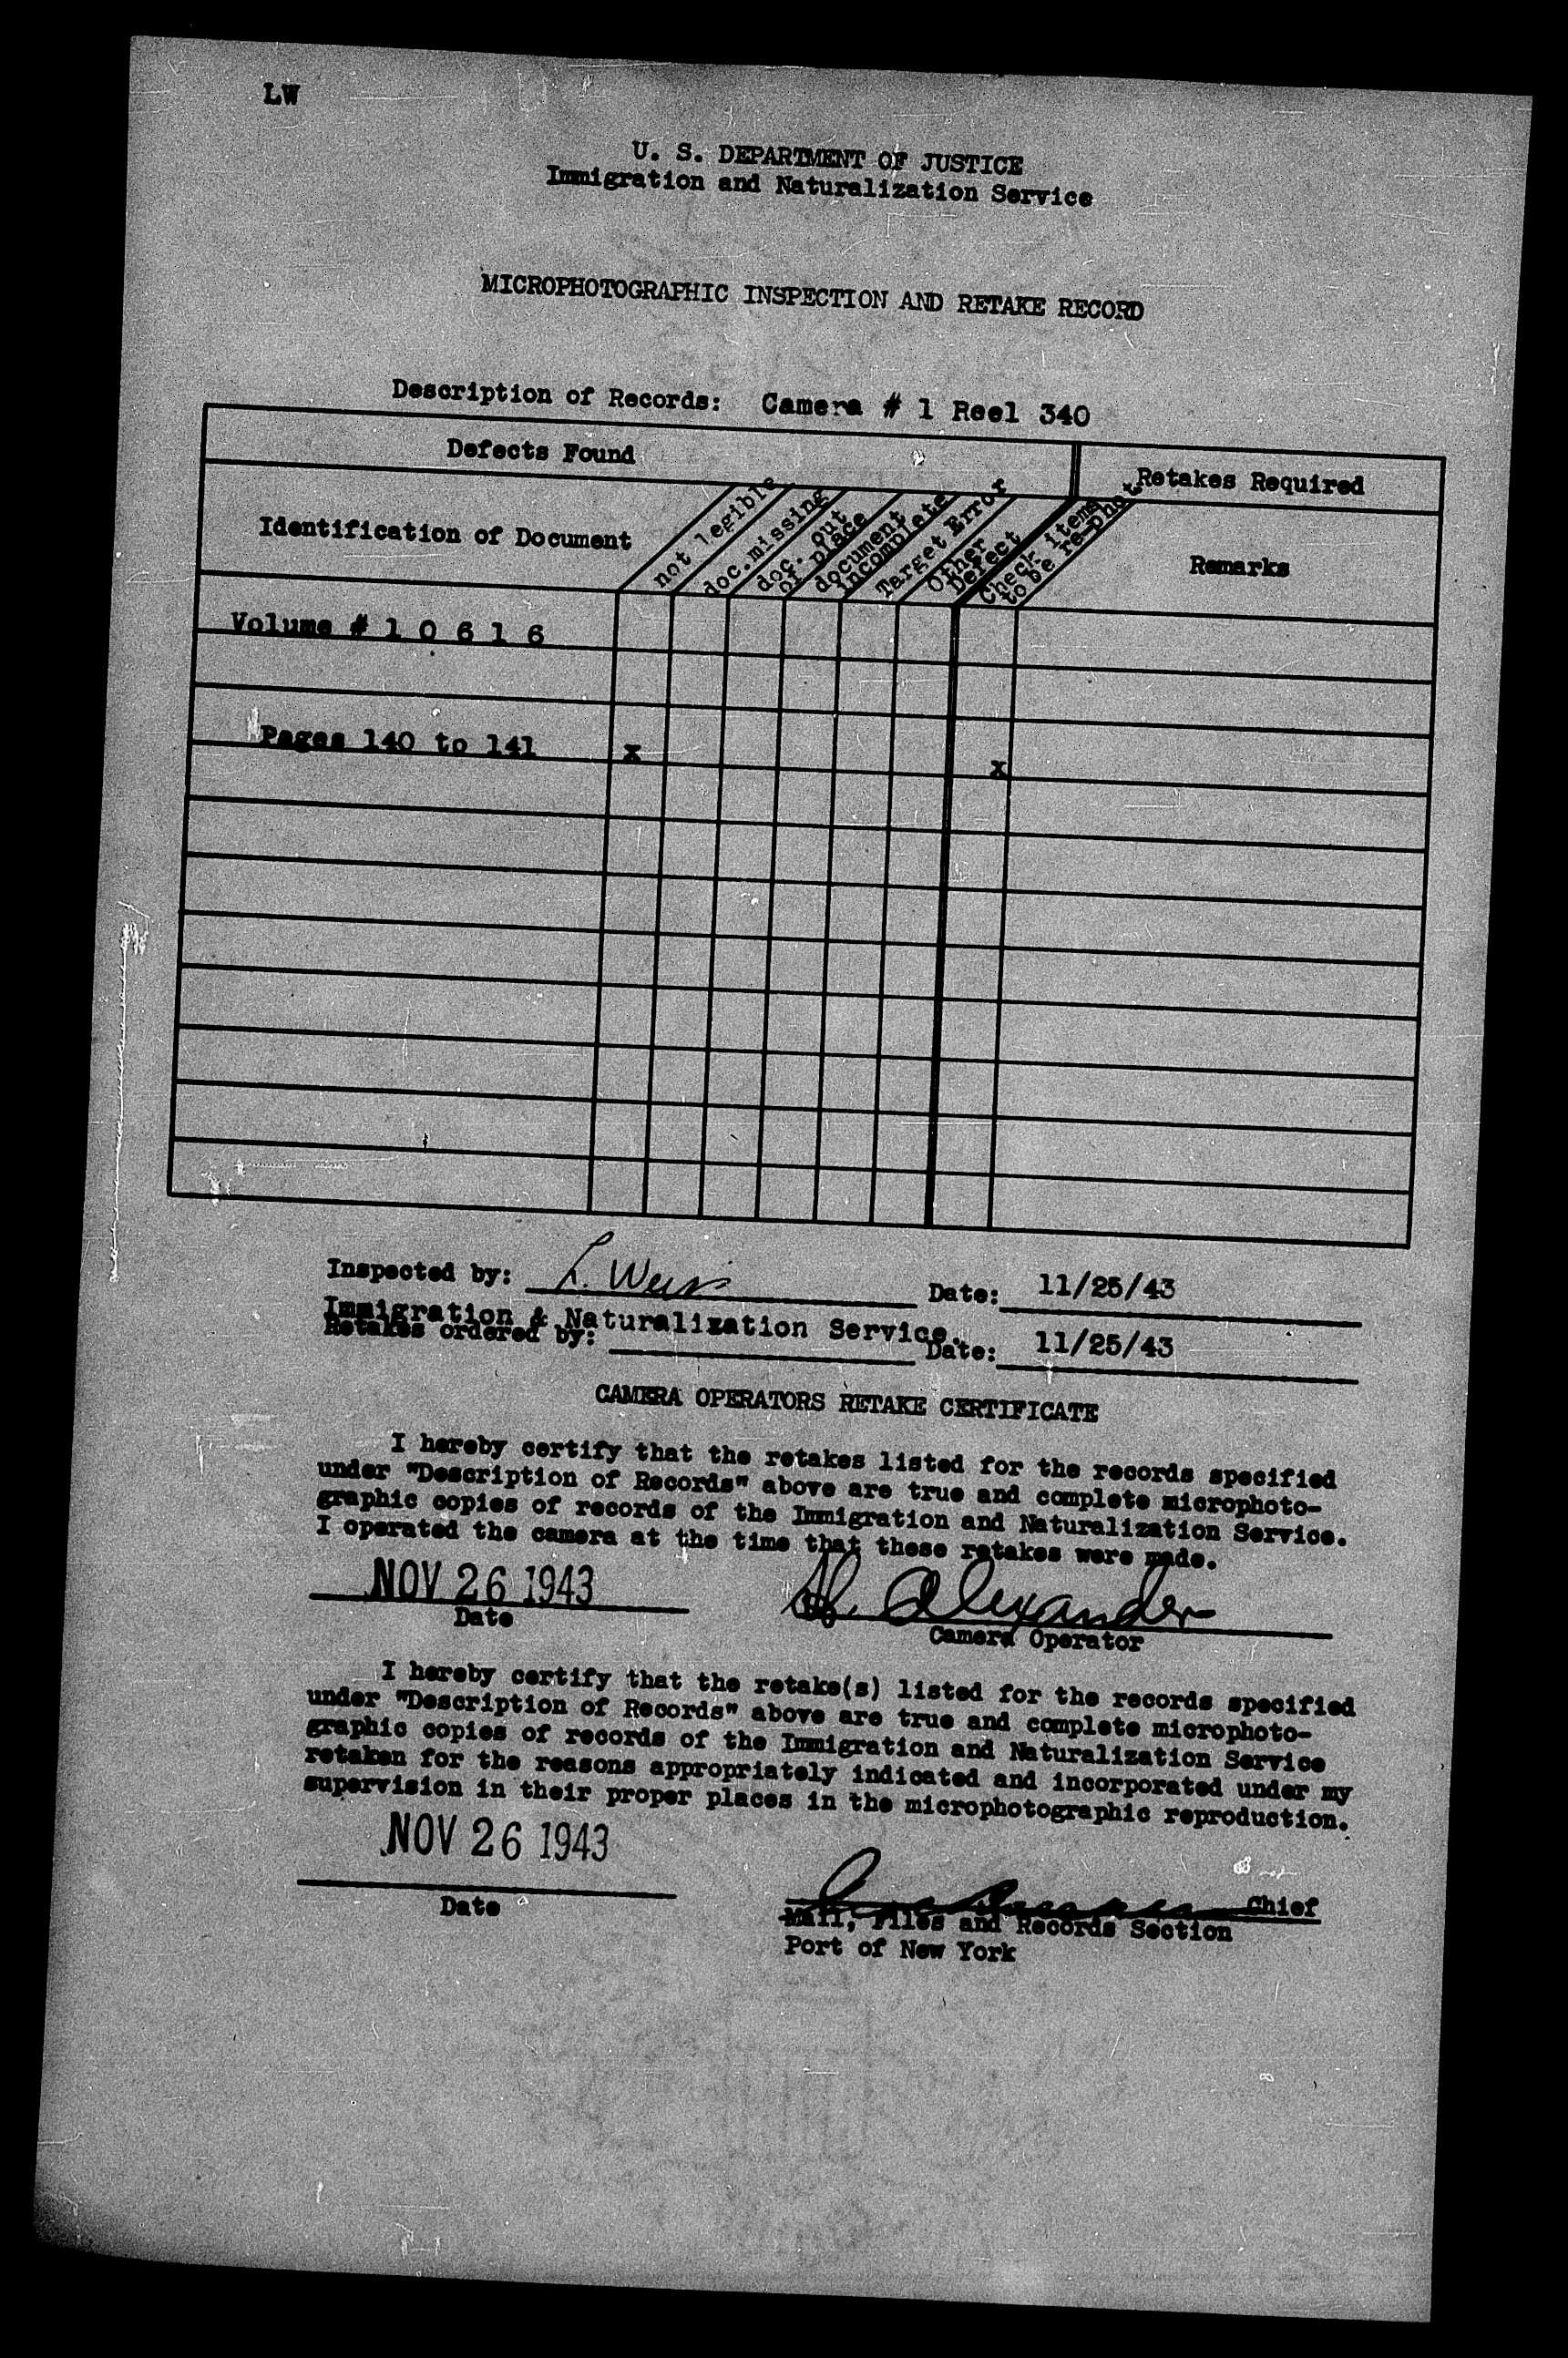 LW
U. S. DEPARTMENT OF JUSTICE
Immigration and Naturalization Service
MICROPHOTOGRAPHIC INSPECTION AND RETAKE RECORD
Description of Records: Camera # 1 Reel 340
Defects Found
Retakes Required
Identification of Document
not legible
doc.missing
doc. out
of place
document
incomplete
Target Error
Other
Defect
Check items
to be re-phot
Remarks
Volume # 1 0 6 1 6
Pages 140 to 141 x x
Inspected by: L. Weis Date: 11/25/43
Immigration & Naturalization Service.
Retakes ordered by: Date: 11/25/43
CAMERA OPERATORS RETAKE CERTIFICATE
I hereby certify that the retakes listed for the records specified
under "Description of Records" above are true and complete microphoto-
graphic copies of records of the Immigration and Naturalization Service.
I operated the camera at the time that these retakes were made.
NOV 26 1943 Alexander
Date Camera Operator
I hereby certify that the retake(s) listed for the records specified
under "Description of Records" above are true and complete microphoto-
graphic copies of records of the Immigration and Naturalization Service
retaken for the reasons appropriately indicated and incorporated under my
supervision in their proper places in the microphotographic reproduction.
NOV 26 1943
Chief
Date
Mail, Files and Records Section
Port of New York